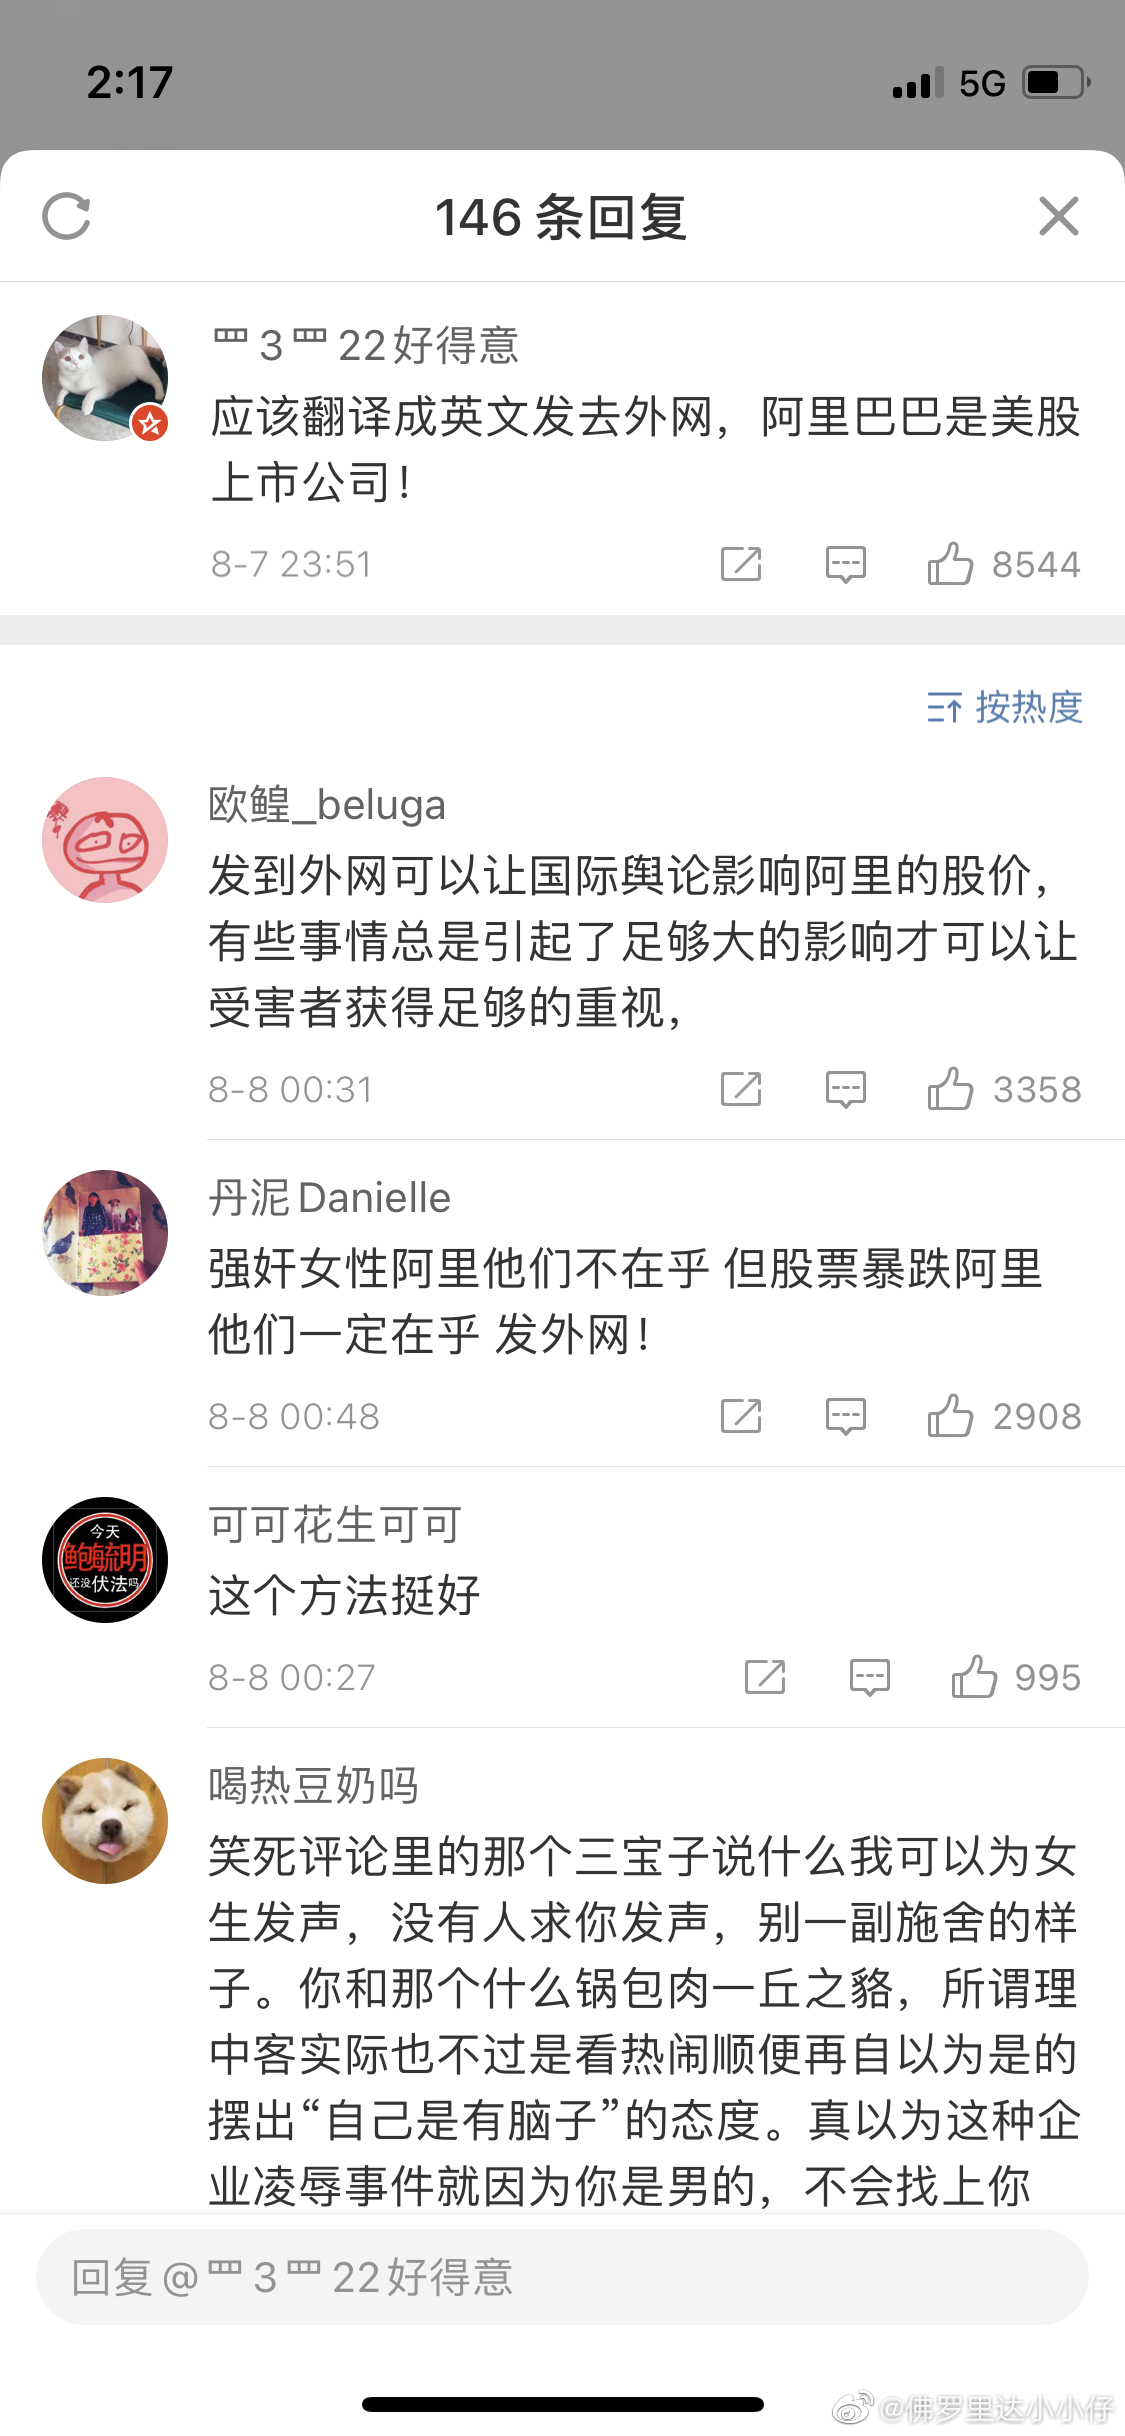 2:17
5G
146 条回复
罒3罒22好得意
应该翻译成英文发去外网，阿里巴巴是美股
上市公司！
8-7 23:51
8544
按热度
欧鳇_beluga
发到外网可以让国际舆论影响阿里的股价，
有些事情总是引起了足够大的影响才可以让
受害者获得足够的重视，
8-8 00:31
3358
丹泥Danielle
强奸女性阿里他们不在乎 但股票暴跌阿里
他们一定在乎 发外网！
8-8 00:48
2908
今天
鲍毓明
还没伏法吗
可可花生可可
这个方法挺好
8-8 00:27
995
喝热豆奶吗
笑死评论里的那个三宝子说什么我可以为女
生发声，没有人求你发声，别一副施舍的样
子。你和那个什么锅包肉一丘之貉，所谓理
中客实际也不过是看热闹顺便再自以为是的
摆出“自己是有脑子”的态度。真以为这种企
业凌辱事件就因为你是男的，不会找上你
回复@罒3罒22好得意
@佛罗里达小小仔